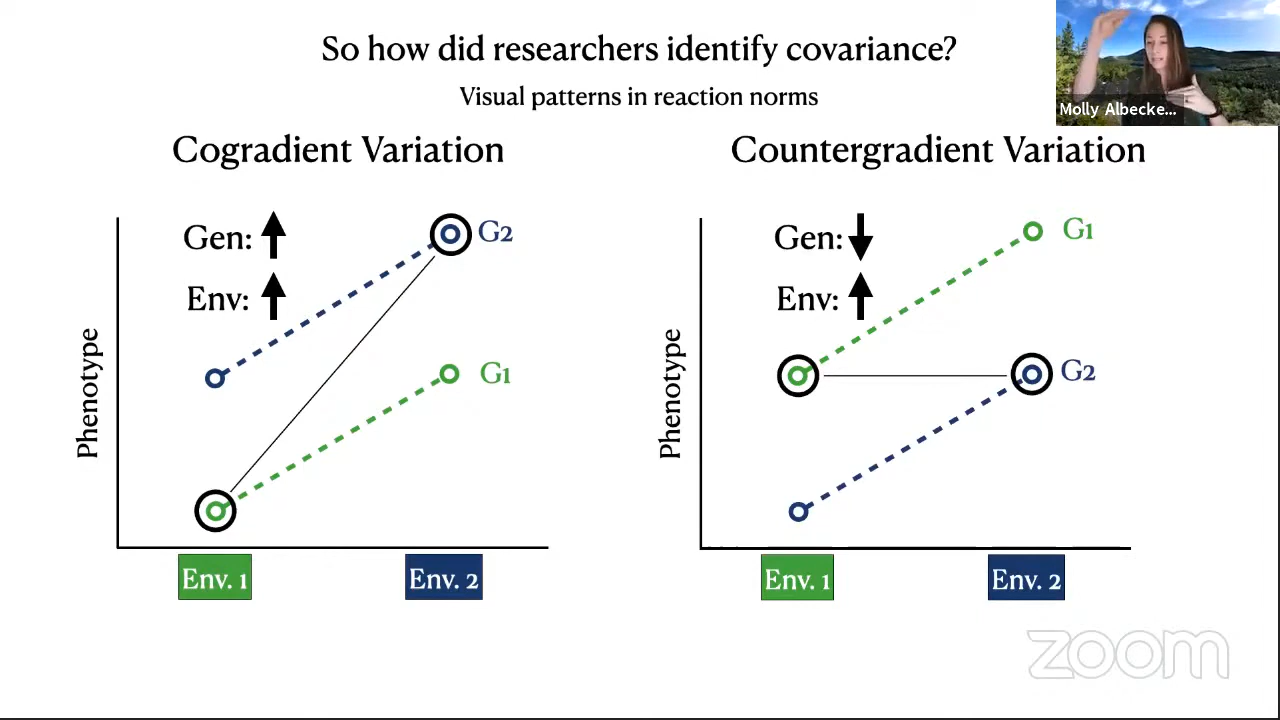 So how did researchers identify covariance?
Visual patterns in reaction norms
Molly Albecke...
Cogradient Variation
Gen:
Env:
G2
G1
Phenotype
Env. 1
Env. 2
Countergradient Variation
Gen:
Env:
G1
G2
Phenotype
Env. 1
Env. 2
zoom